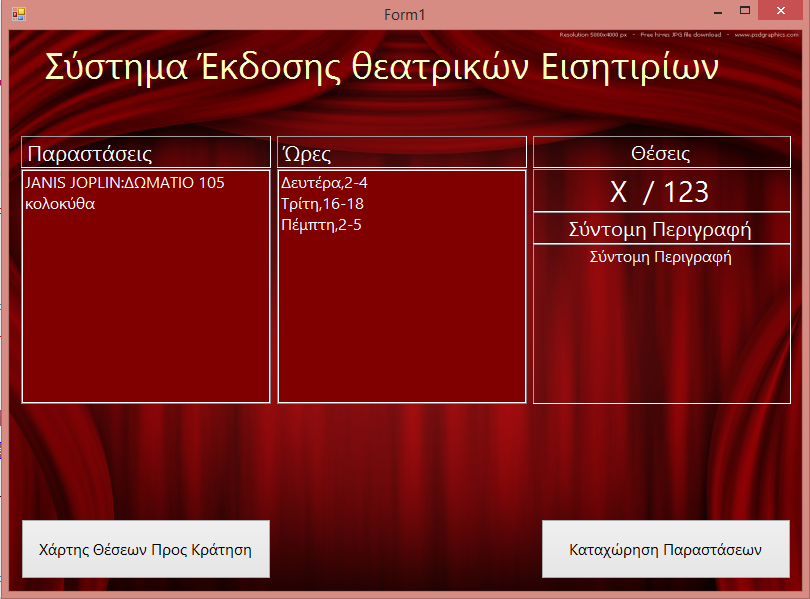 Form1
Resolution 5000x4000 px - Free hi-res JPG file download - www.psdgraphics.com
Σύστημα Έκδοσης θεατρικών Εισητιρίων
Παραστάσεις
Ώρες
Θέσεις
JANIS JOPLIN:ΔΩΜΑΤΙΟ 105
κολοκύθα
Δευτέρα,2-4
Τρίτη,16-18
Πέμπτη,2-5
X / 123
Σύντομη Περιγραφή
Σύντομη Περιγραφή
Χάρτης Θέσεων Προς Κράτηση
Καταχώρηση Παραστάσεων